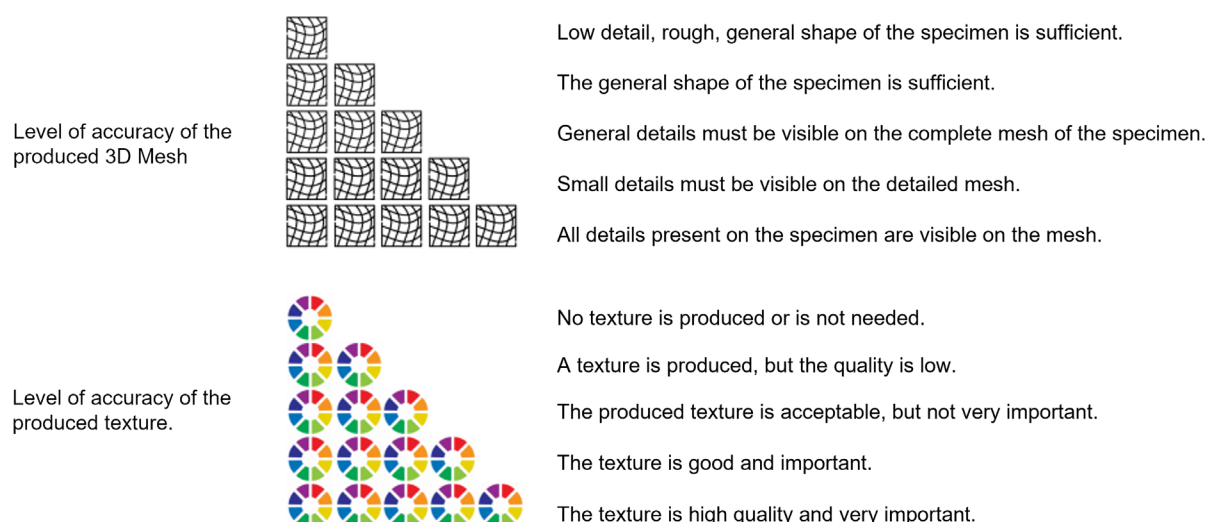 Low detail, rough, general shape of the specimen is sufficient.
The general shape of the specimen is sufficient.
Level of accuracy of the
produced 3D Mesh
General details must be visible on the complete mesh of the specimen.
Small details must be visible on the detailed mesh.
All details present on the specimen are visible on the mesh.
No texture is produced or is not needed.
A texture is produced, but the quality is low.
Level of accuracy of the
produced texture.
The produced texture is acceptable, but not very important.
The texture is good and important.
The texture is high quality and very important.